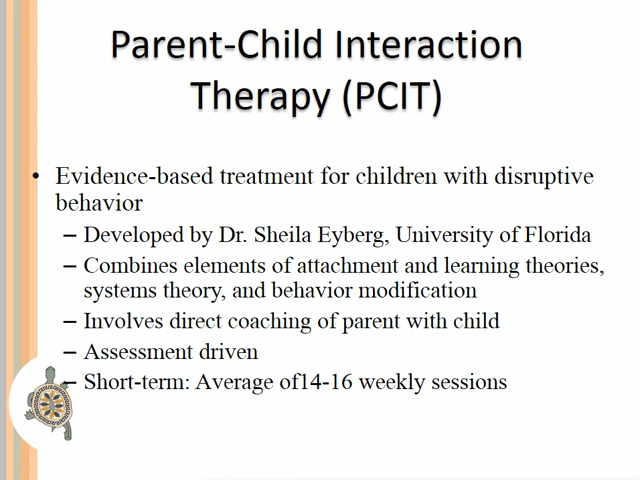 Parent-Child Interaction
Therapy (PCIT)
• Evidence-based treatment for children with disruptive
behavior
– Developed by Dr. Sheila Eyberg, University of Florida
– Combines elements of attachment and learning theories,
systems theory, and behavior modification
– Involves direct coaching of parent with child
– Assessment driven
– Short-term: Average of14-16 weekly sessions